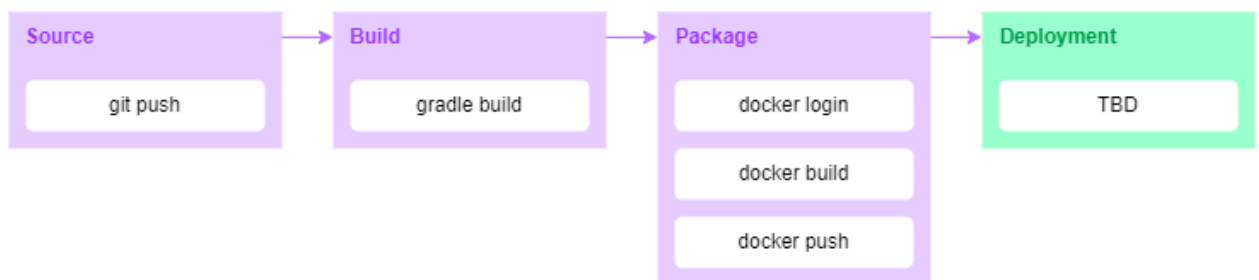 Source
git push
Build
gradle build
Package
docker login
docker build
docker push
Deployment
TBD